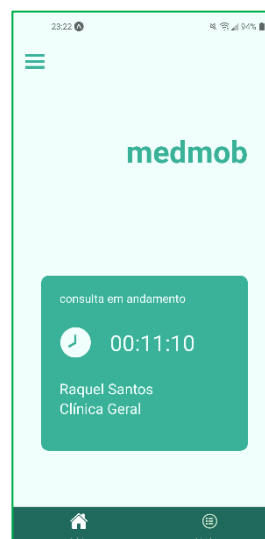 23:22 94%
medmob
consulta em andamento
00:11:10
Raquel Santos
Clínica Geral